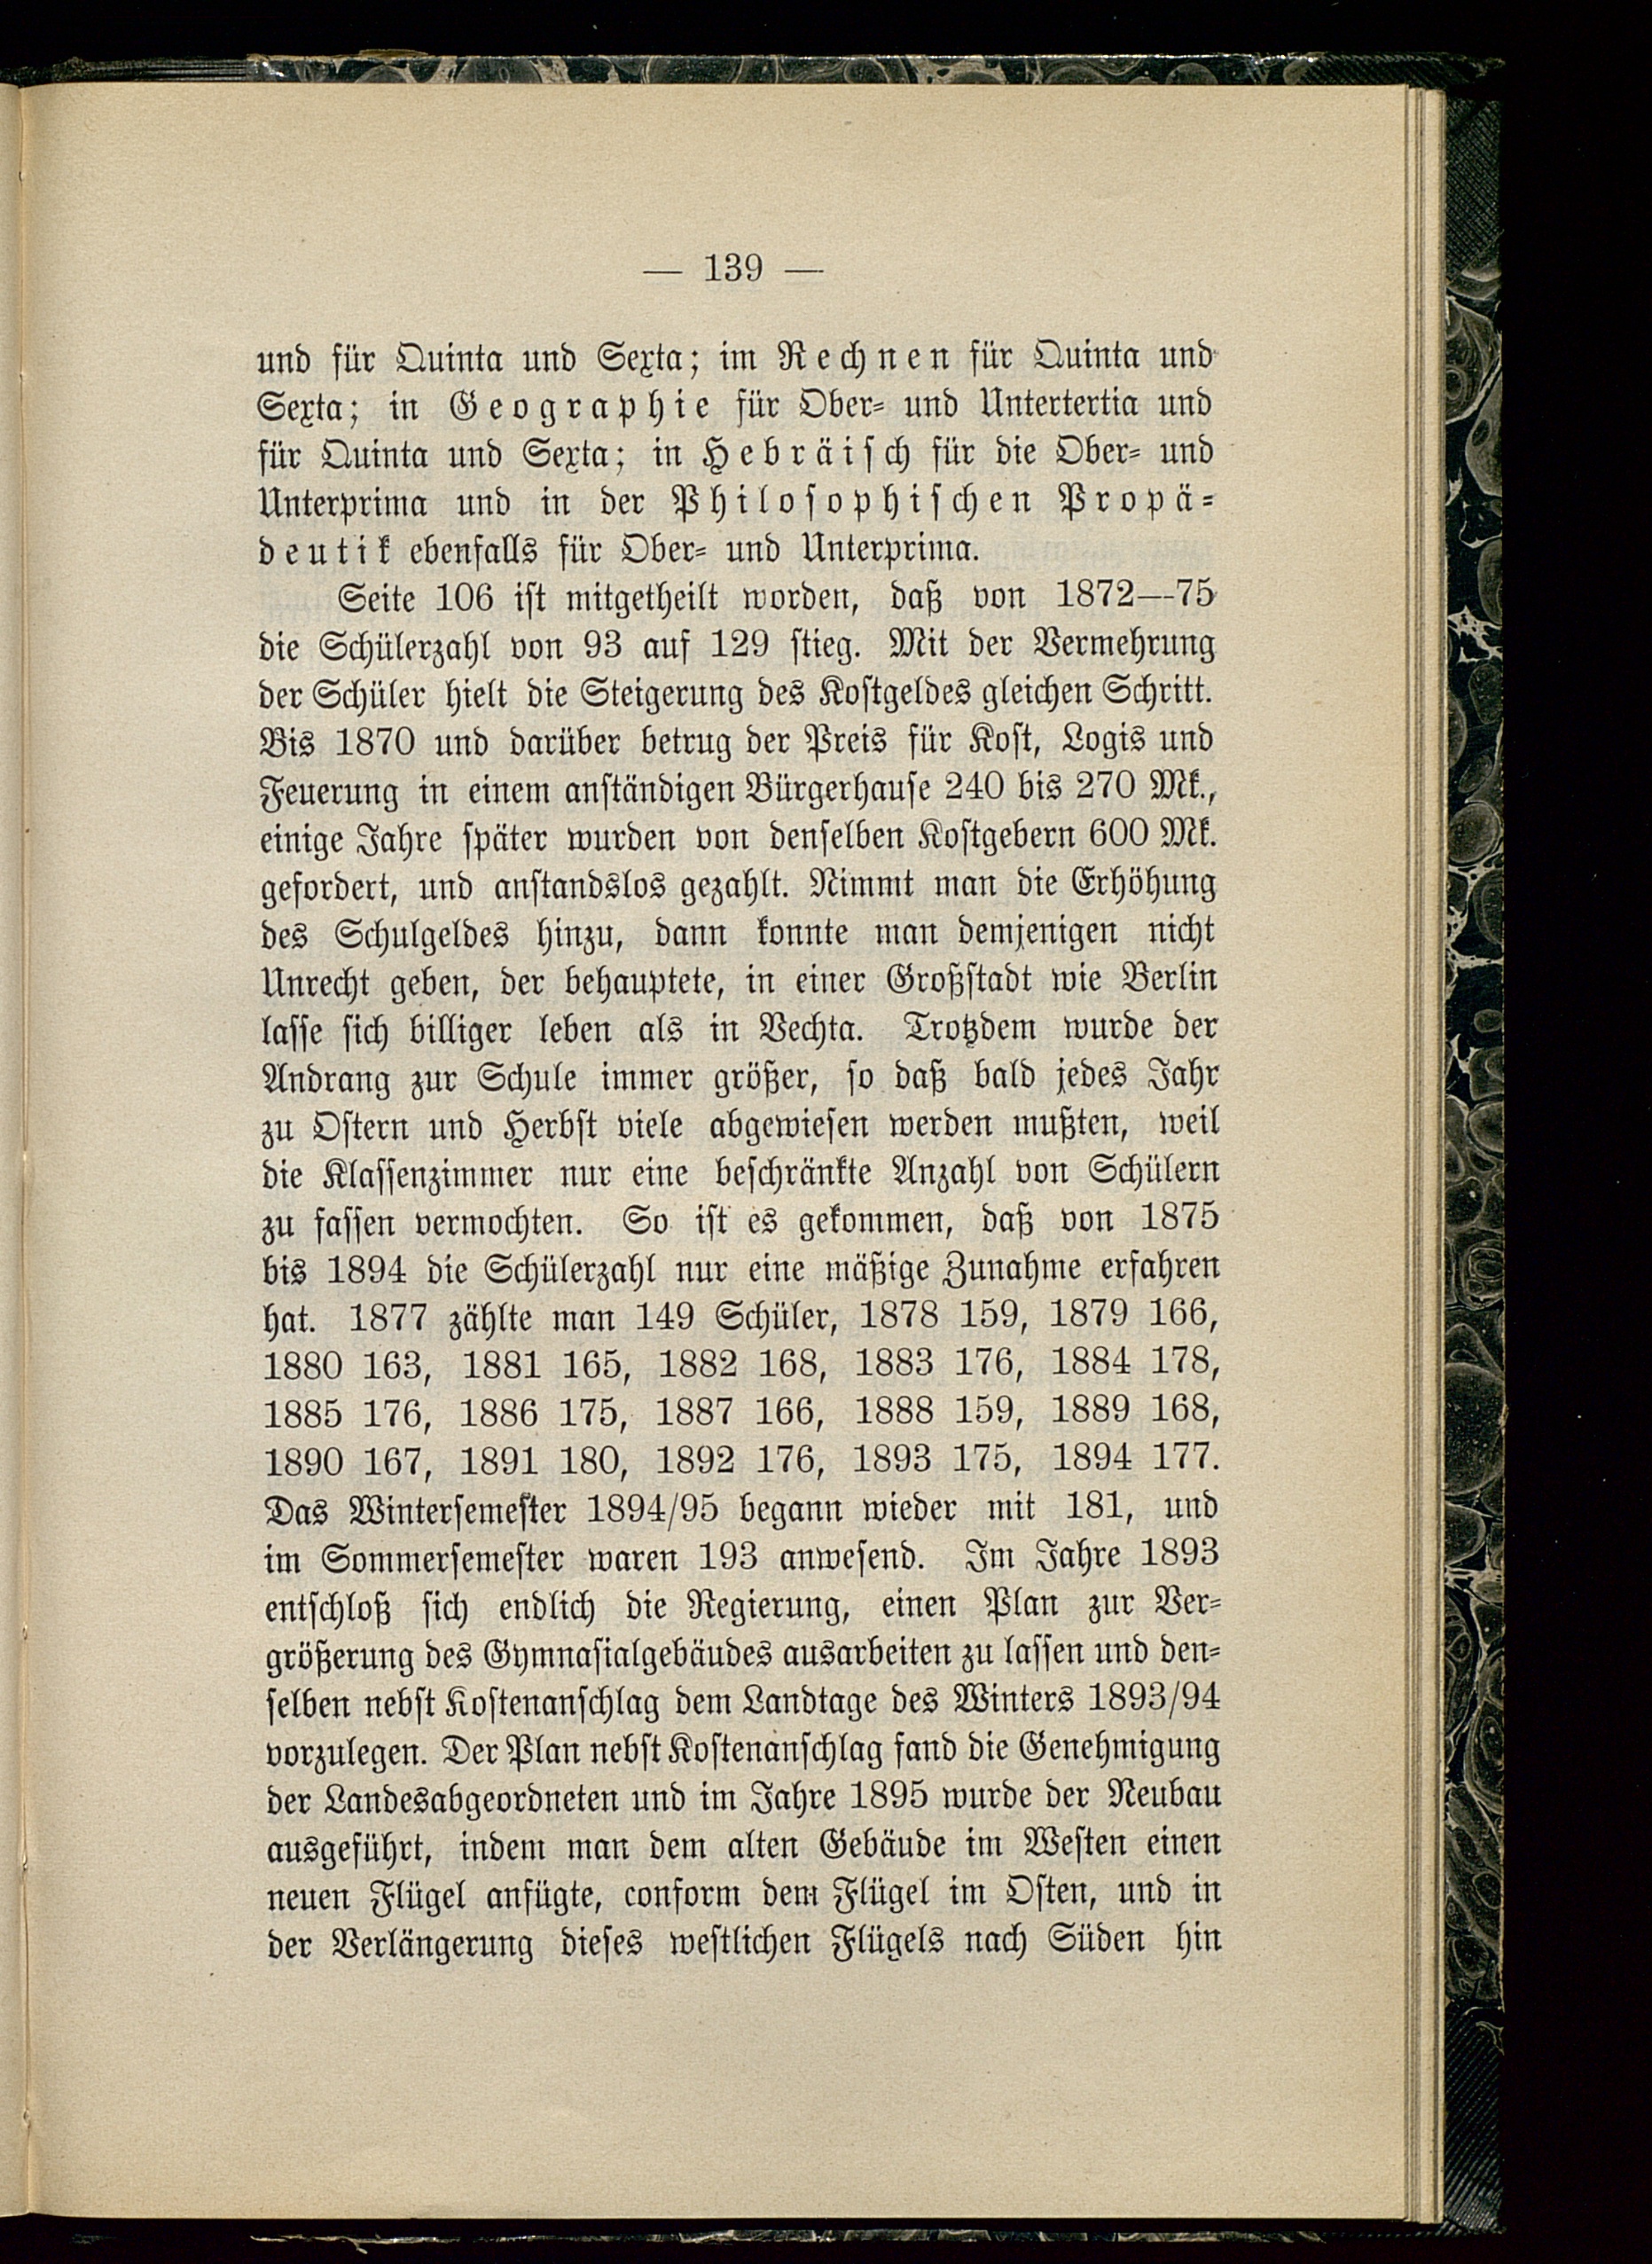 — 139 —
und für Quinta und Sexta; im Rechnen für Quinta und
Sexta; in Geographie für Ober- und Untertertia und
für Quinta und Sexta; in Hebräisch für die Ober- und
Unterprima und in der Philosophischen Propä-
deutik ebenfalls für Ober- und Unterprima.
Seite 106 ist mitgetheilt worden, daß von 1872—75
die Schülerzahl von 93 auf 129 stieg. Mit der Vermehrung
der Schüler hielt die Steigerung des Kostgeldes gleichen Schritt.
Bis 1870 und darüber betrug der Preis für Kost, Logis und
Feuerung in einem anständigen Bürgerhause 240 bis 270 Mk.,
einige Jahre später wurden von denselben Kostgebern 600 Mk.
gefordert, und anstandslos gezahlt. Nimmt man die Erhöhung
des Schulgeldes hinzu, dann konnte man demjenigen nicht
Unrecht geben, der behauptete, in einer Großstadt wie Berlin
lasse sich billiger leben als in Vechta. Trotzdem wurde der
Andrang zur Schule immer größer, so daß bald jedes Jahr
zu Ostern und Herbst viele abgewiesen werden mußten, weil
die Klassenzimmer nur eine beschränkte Anzahl von Schülern
zu fassen vermochten. So ist es gekommen, daß von 1875
bis 1894 die Schülerzahl nur eine mäßige Zunahme erfahren
hat. 1877 zählte man 149 Schüler, 1878 159, 1879 166,
1880 163, 1881 165, 1882 168, 1883 176, 1884 178,
1885 176, 1886 175, 1887 166, 1888 159, 1889 168,
1890 167, 1891 180, 1892 176, 1893 175, 1894 177.
Das Wintersemester 1894/95 begann wieder mit 181, und
im Sommersemester waren 193 anwesend. Im Jahre 1893
entschloß sich endlich die Regierung, einen Plan zur Ver-
größerung des Gymnasialgebäudes ausarbeiten zu lassen und den-
selben nebst Kostenanschlag dem Landtage des Winters 1893/94
vorzulegen. Der Plan nebst Kostenanschlag fand die Genehmigung
der Landesabgeordneten und im Jahre 1895 wurde der Neubau
ausgeführt, indem man dem alten Gebäude im Westen einen
neuen Flügel anfügte, conform dem Flügel im Osten, und in
der Verlängerung dieses westlichen Flügels nach Süden hin